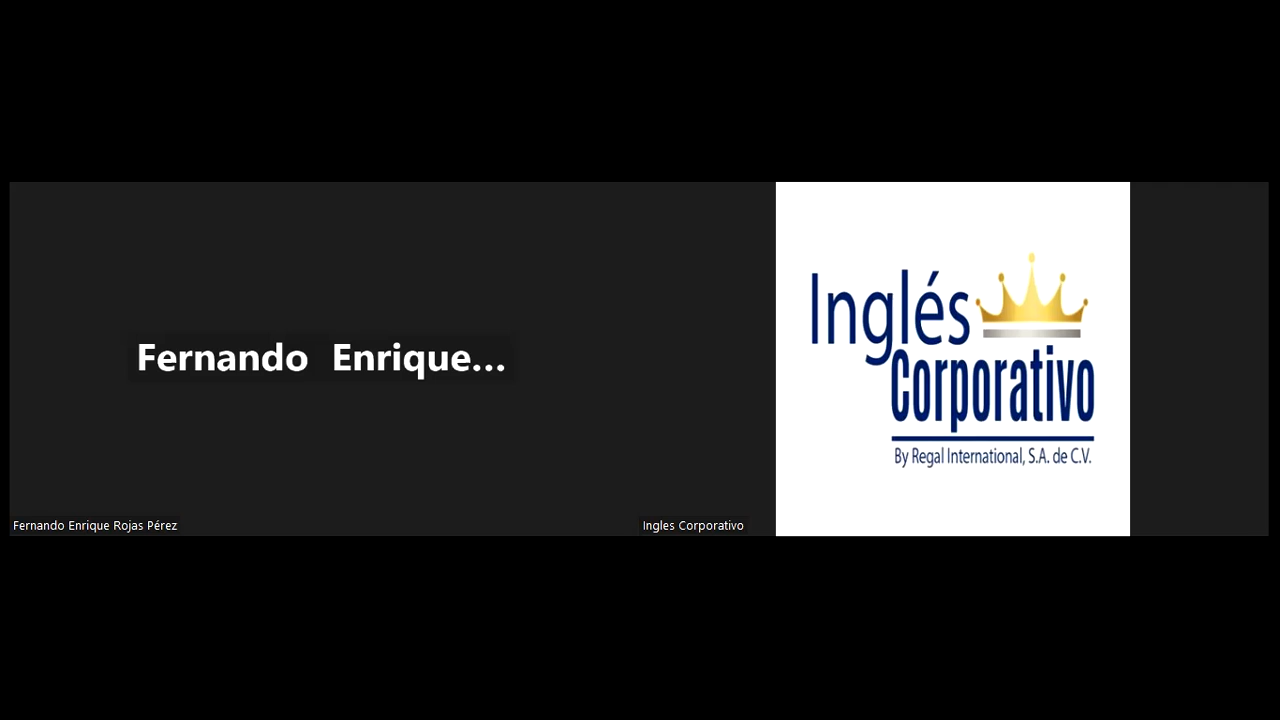 Fernando Enrique...
Fernando Enrique Rojas Pérez
Ingles Corporativo
Inglés
Corporativo
By Regal International, S.A. de C.V.